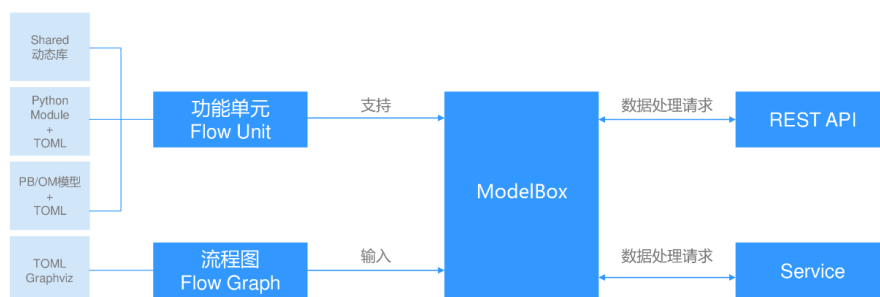 Shared
动态库
Python
Module
+
TOML
PB/OM模型
+
TOML
TOML
Graphviz
功能单元
Flow Unit
流程图
Flow Graph
支持
输入
ModelBox
数据处理请求
数据处理请求
REST API
Service